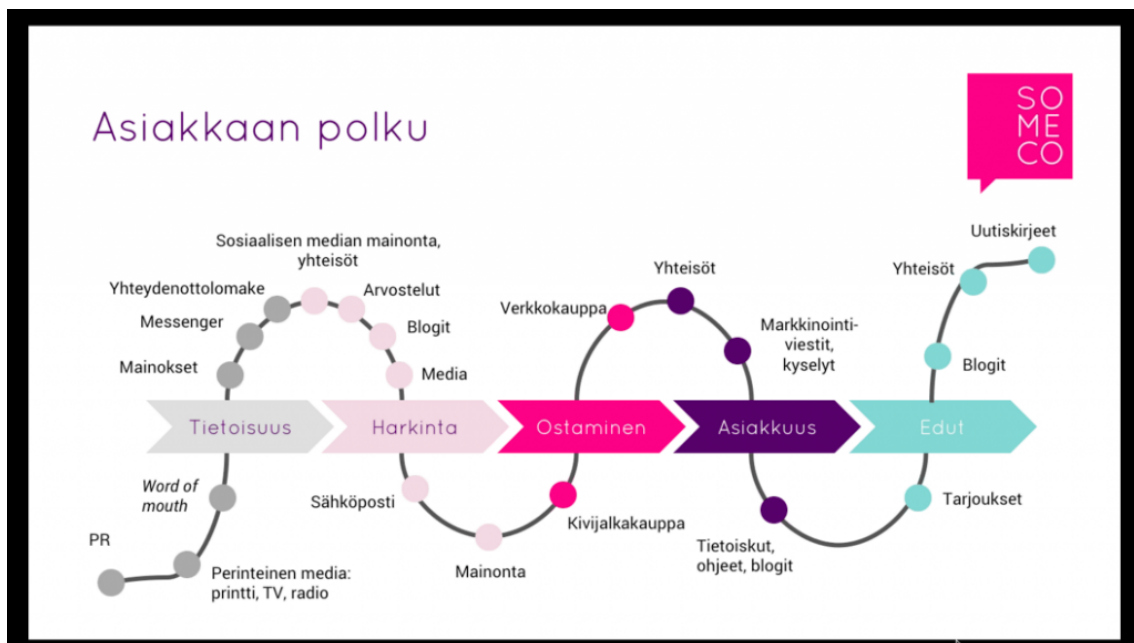 Asiakkaan polku
SO
ME
CO
Sosiaalisen median mainonta,
yhteisöt
Yhteydenottolomake
Arvostelut
Messenger
Blogit
Mainokset
Media
Verkkokauppa
Yhteisöt
Markkinointi-
viestit,
kyselyt
Uutiskirjeet
Yhteisöt
Blogit
Tietoisuus
Harkinta
Ostaminen
Asiakkuus
Edut
Word of
mouth
PR
Perinteinen media:
printti, TV, radio
Sähköposti
Mainonta
Kivijalkakauppa
Tietoiskut,
ohjeet, blogit
Tarjoukset